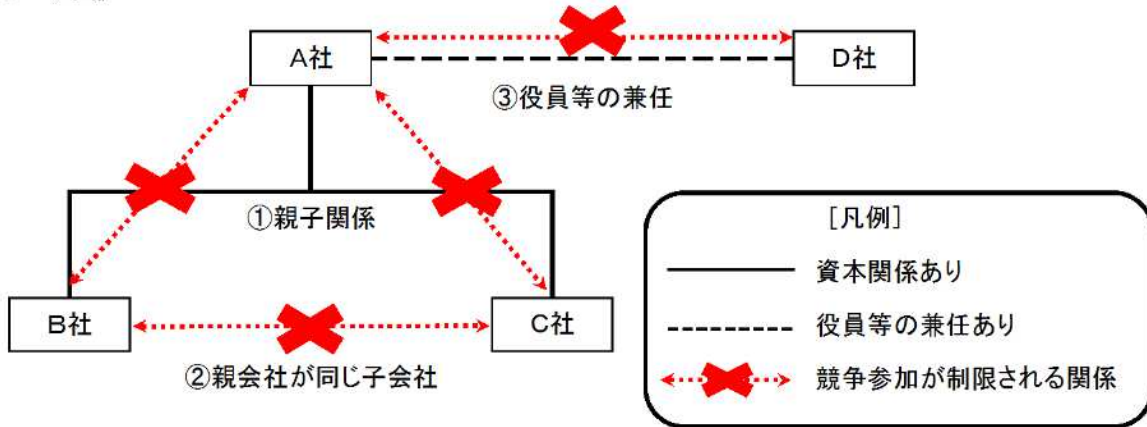 A社
D社
③役員等の兼任
①親子関係
B社
C社
②親会社が同じ子会社
[凡例]
資本関係あり
役員等の兼任あり
競争参加が制限される関係